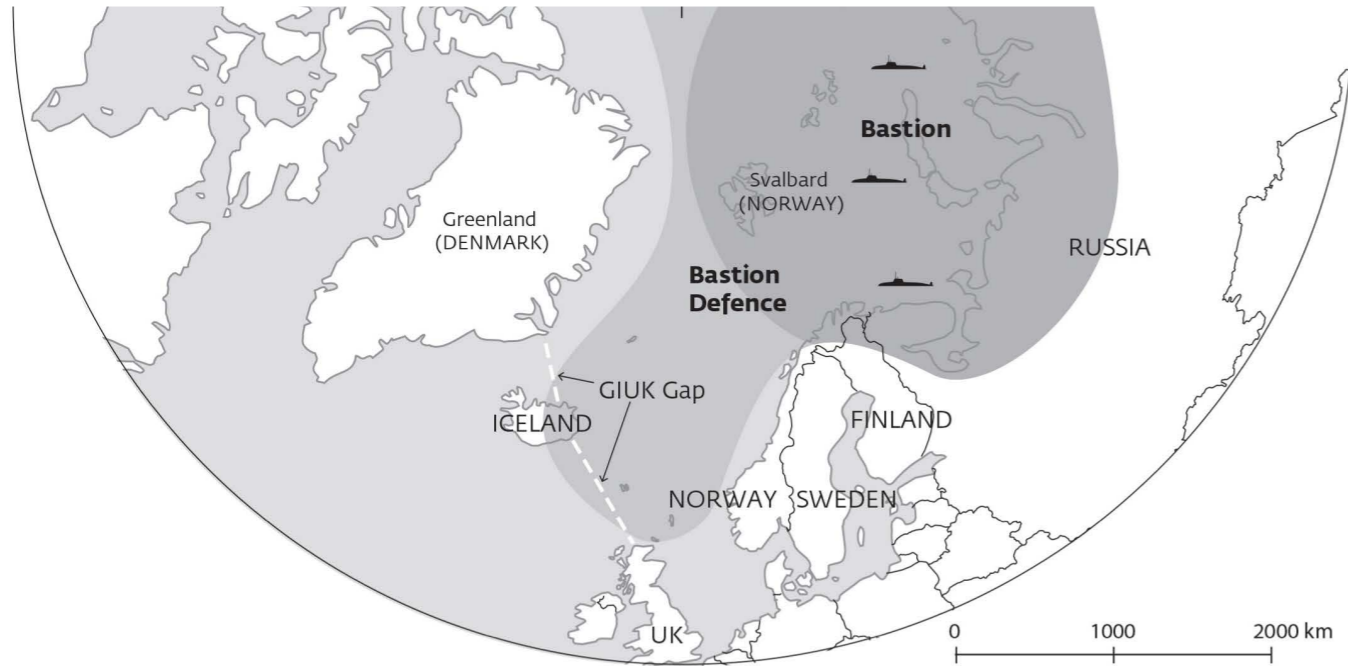 Bastion
Svalbard
(NORWAY)
Greenland
(DENMARK)
RUSSIA
Bastion
Defence
GIUK Gap
ICELAND
FINLAND
NORWAY
SWEDEN
UK
0 1000 2000 km